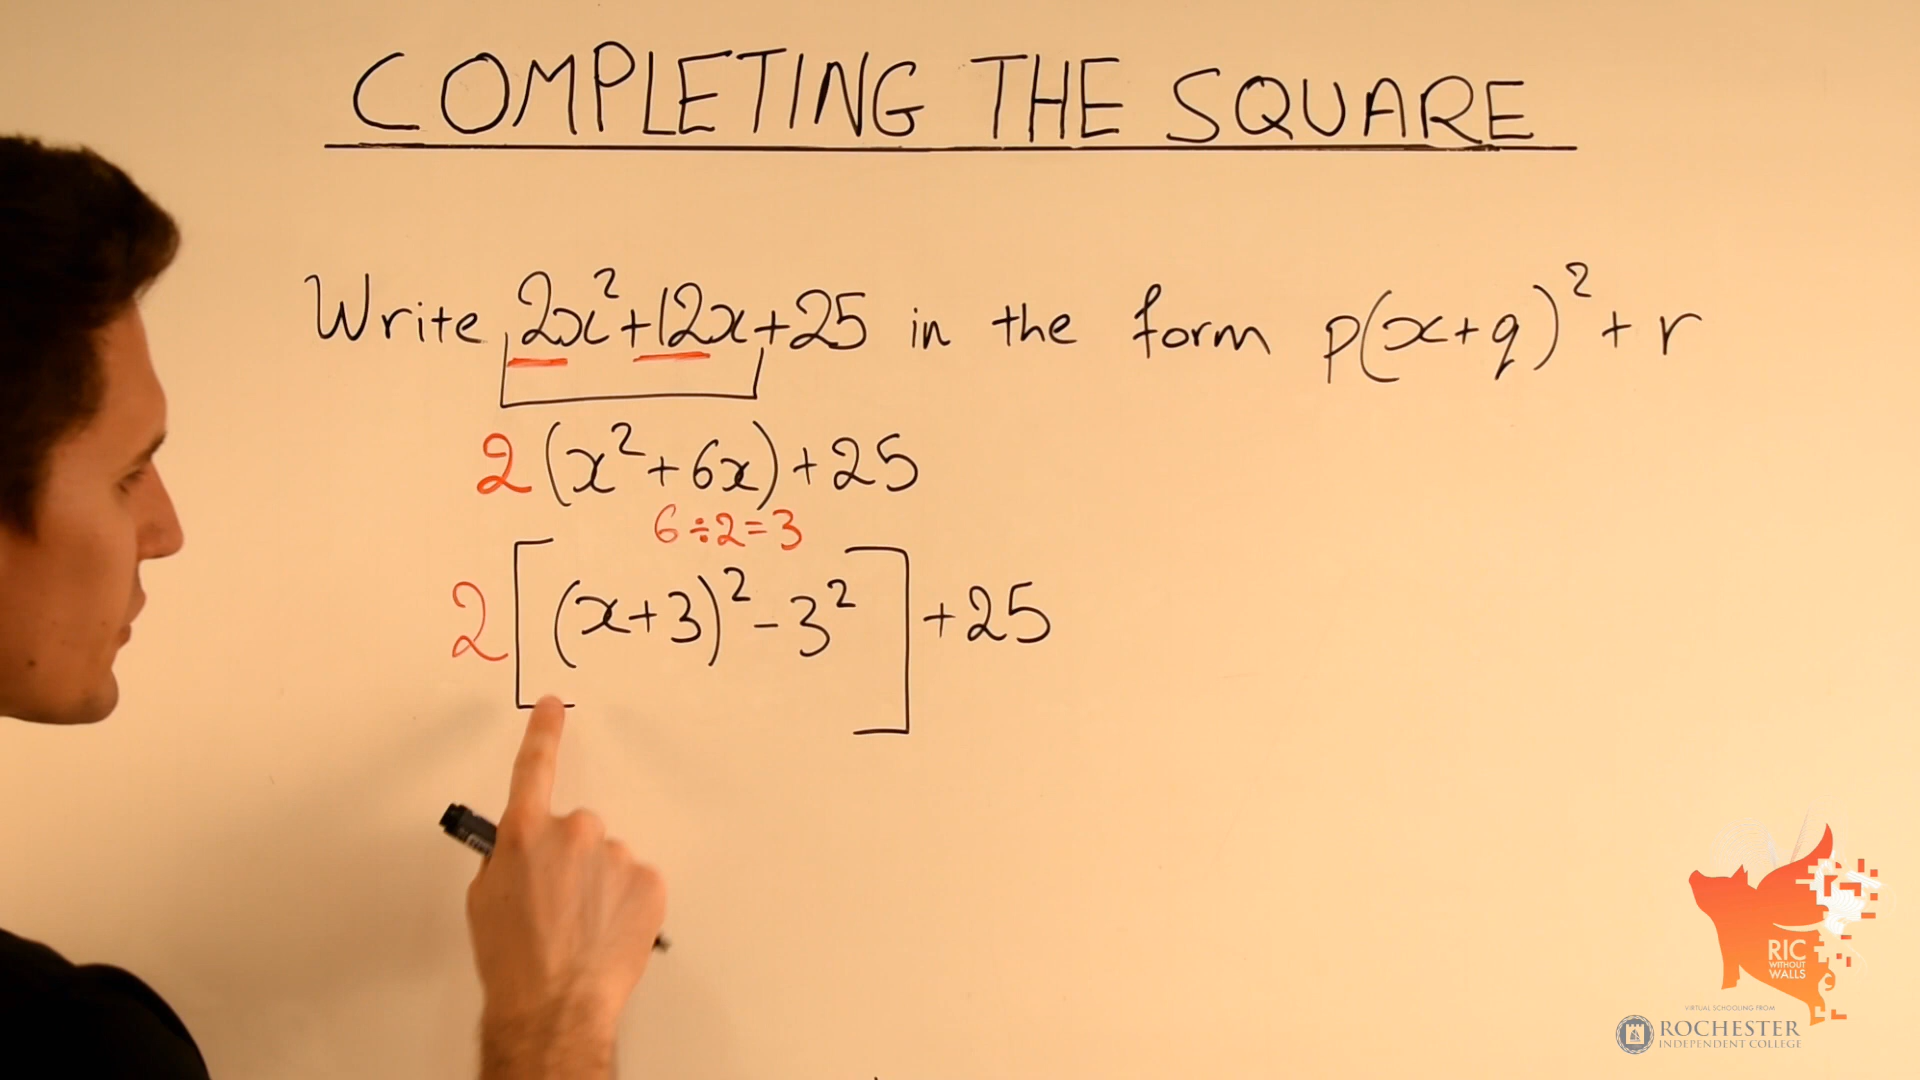 COMPLETING THE SQUARE
Write 2x²+12x+25 in the form p(x+q)²+r
2(x²+6x)+25
6÷2=3
2[(x+3)²-3²]+25
RIC
WITHOUT
WALLS
VIRTUAL SCHOOLING FROM
ROCHESTER
INDEPENDENT COLLEGE